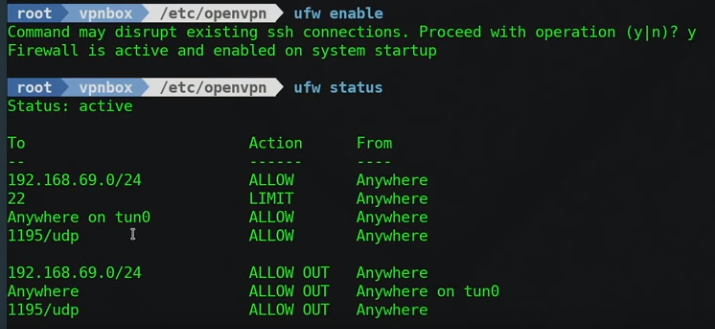 root vpnbox /etc/openvpn ufw enable
Command may disrupt existing ssh connections. Proceed with operation (y|n)? y
Firewall is active and enabled on system startup
root vpnbox /etc/openvpn ufw status
Status: active
To Action From
-- ------ ----
192.168.69.0/24 ALLOW Anywhere
22 LIMIT Anywhere
Anywhere on tun0 ALLOW Anywhere
1195/udp ALLOW Anywhere
192.168.69.0/24 ALLOW OUT Anywhere
Anywhere ALLOW OUT Anywhere on tun0
1195/udp ALLOW OUT Anywhere